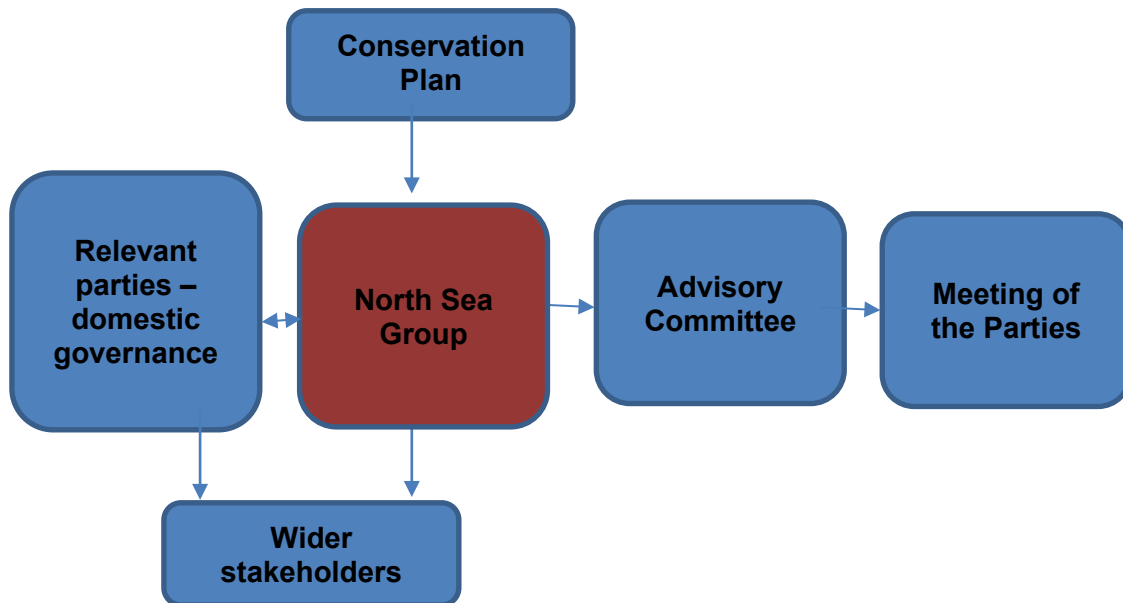 Conservation
Plan
Relevant
parties –
domestic
governance
North Sea
Group
Advisory
Committee
Meeting of
the Parties
Wider
stakeholders